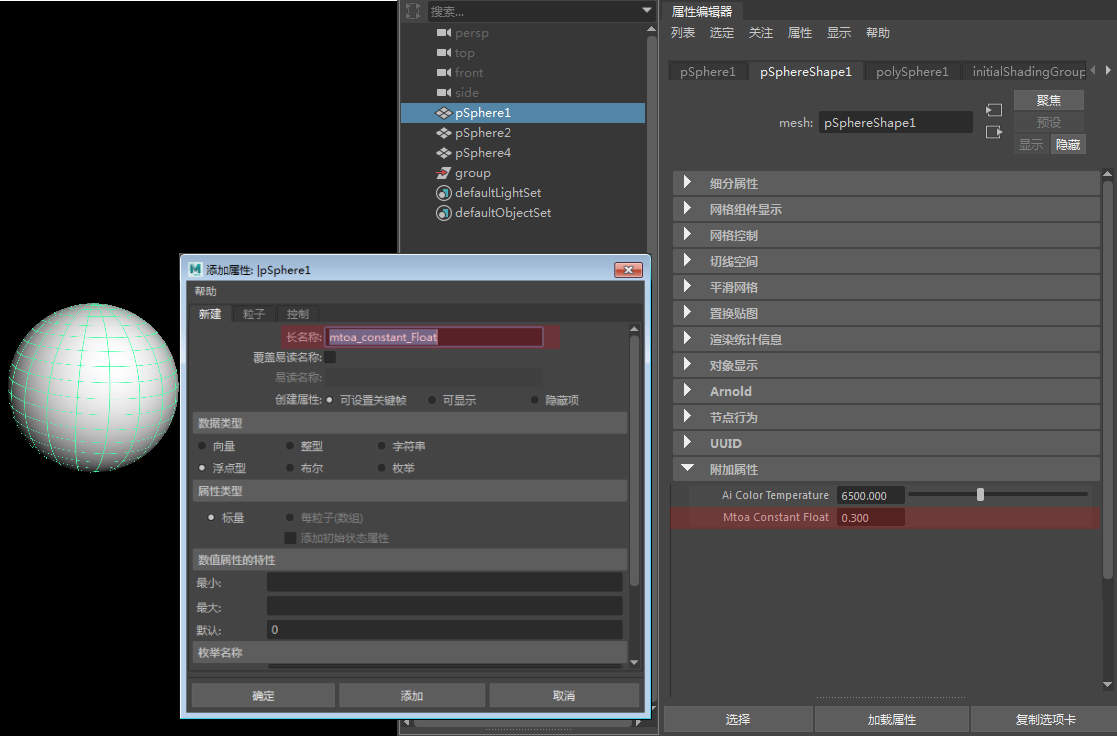 搜索...
persp
top
front
side
pSphere1
pSphere2
pSphere4
group
defaultLightSet
defaultObjectSet
添加属性: |pSphere1
帮助
新建 粒子 控制
长名称: mtoa_constant_Float
覆盖易读名称:
易读名称:
创建属性: 可设置关键帧 可显示 隐藏项
数据类型
向量 整型 字符串
浮点型 布尔 枚举
属性类型
标量 每粒子(数组)
添加初始状态属性
数值属性的特性
最小:
最大:
默认: 0
枚举名称
确定 添加 取消
属性编辑器
列表 选定 关注 属性 显示 帮助
pSphere1 pSphereShape1 polySphere1 initialShadingGroup
聚焦
mesh: pSphereShape1 预设
显示 隐藏
细分属性
网格组件显示
网格控制
切线空间
平滑网格
置换贴图
渲染统计信息
对象显示
Arnold
节点行为
UUID
附加属性
Ai Color Temperature 6500.000
Mtoa Constant Float 0.300
选择 加载属性 复制选项卡